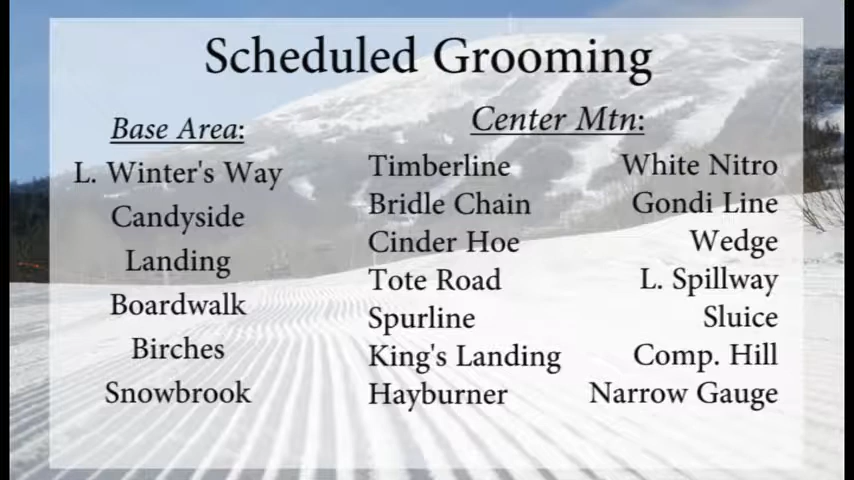 Scheduled Grooming
Base Area:
L. Winter's Way
Candyside
Landing
Boardwalk
Birches
Snowbrook
Center Mtn:
Timberline
Bridle Chain
Cinder Hoe
Tote Road
Spurline
King's Landing
Hayburner
White Nitro
Gondi Line
Wedge
L. Spillway
Sluice
Comp. Hill
Narrow Gauge